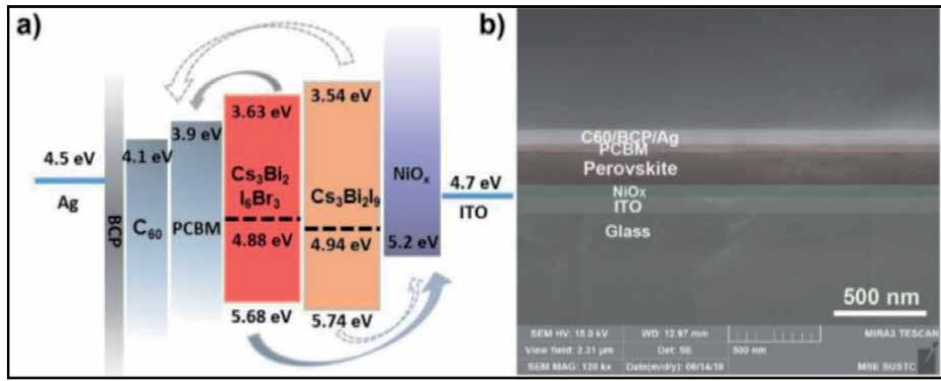 a)
3.54 eV
3.63 eV
3.9 eV
4.5 eV
4.1 eV
Ag
BCP
C₆₀
PCBM
Cs₃Bi₂
I₆Br₃
Cs₃Bi₂I₉
NiOₓ
4.7 eV
ITO
4.88 eV
4.94 eV
5.2 eV
5.68 eV
5.74 eV
b)
C60/BCP/Ag
PCBM
Perovskite
NiOx
ITO
Glass
500 nm
SEM HV: 15.0 kV WD: 12.97 mm MIRA3 TESCAN
View field: 2.31 μm Det: SE 500 nm
SEM MAG: 120 kx Date(m/d/y): 08/14/18 MSE SUSTC